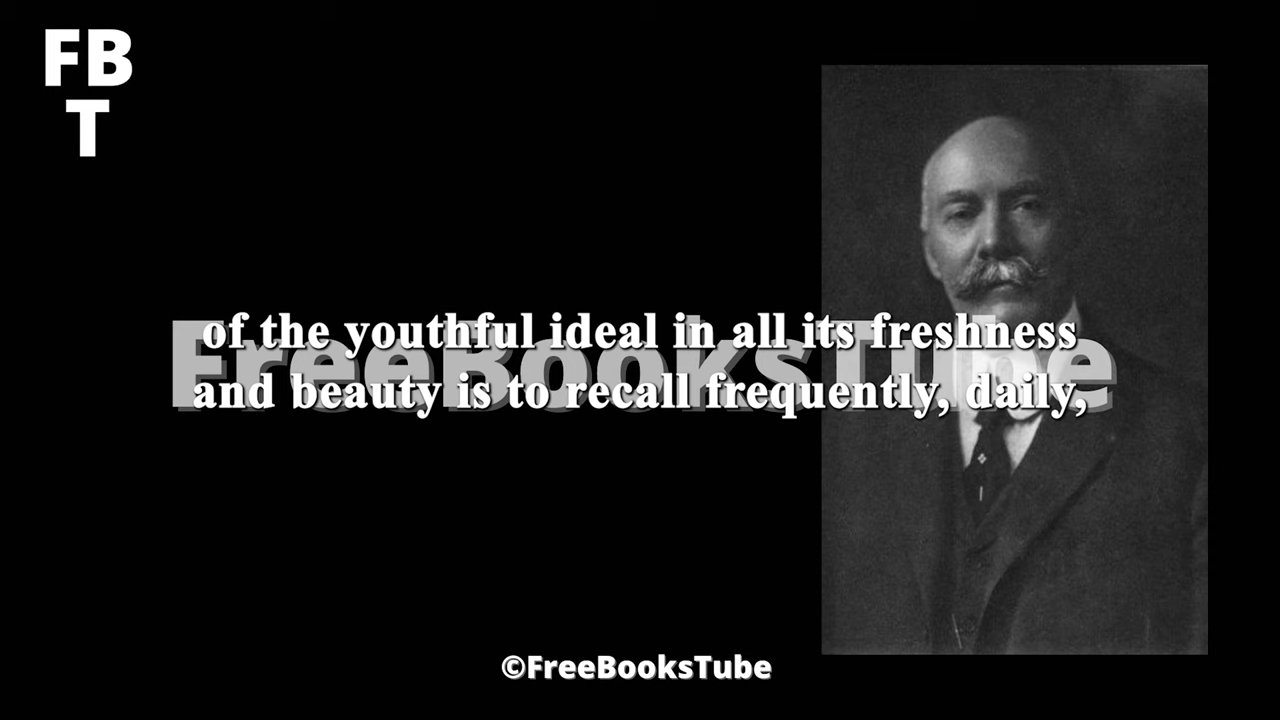 FB
T
of the youthful ideal in all its freshness
FreeBooksTube
and beauty is to recall frequently, daily,
©FreeBooksTube